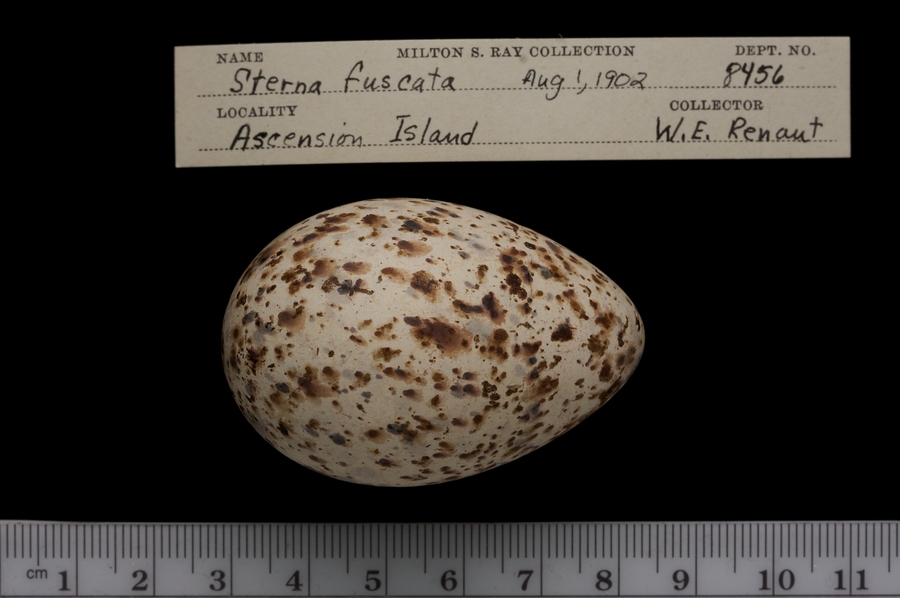 NAME MILTON S. RAY COLLECTION DEPT. NO.
Sterna fuscata Aug 1, 1902 8456
LOCALITY COLLECTOR
Ascension Island W.E. Renaut
cm 1 2 3 4 5 6 7 8 9 10 11